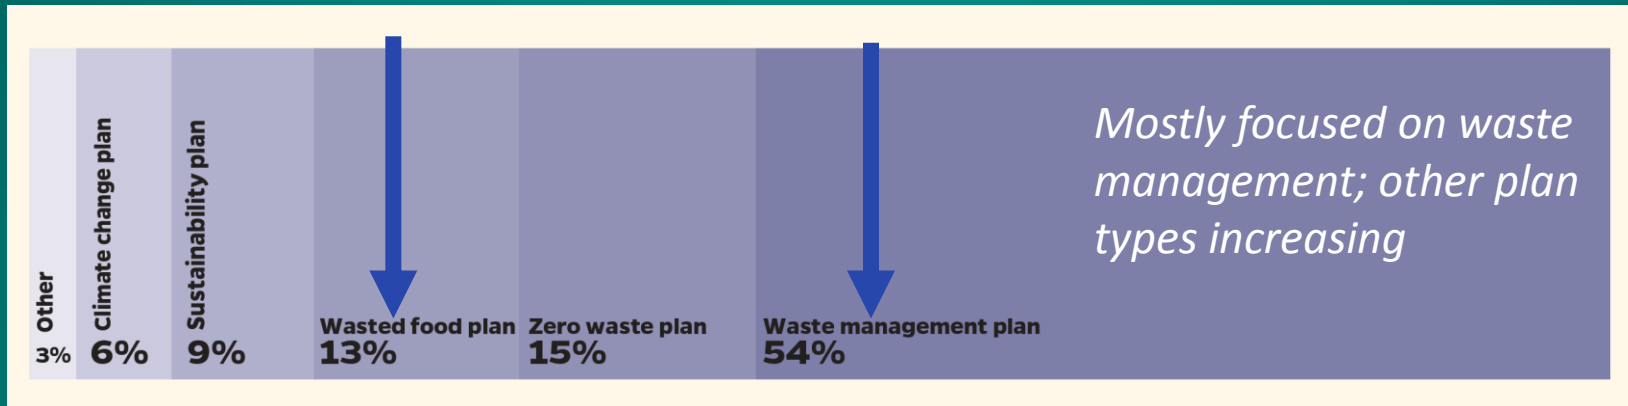 Other
3%
Climate change plan
6%
Sustainability plan
9%
Wasted food plan
13%
Zero waste plan
15%
Waste management plan
54%
Mostly focused on waste
management; other plan
types increasing